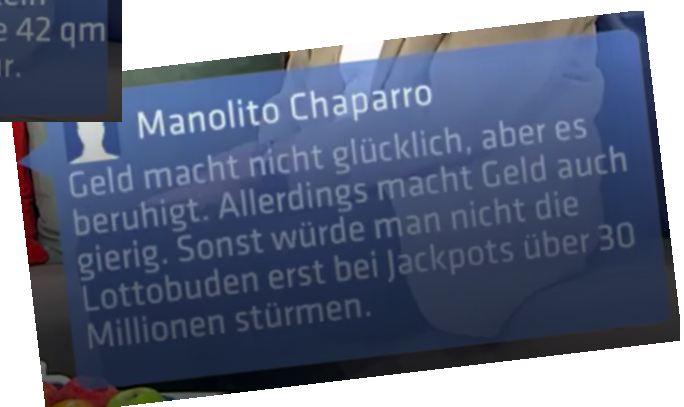 e 42 qm
r.
Manolito Chaparro
Geld macht nicht glücklich, aber es
beruhigt. Allerdings macht Geld auch
gierig. Sonst würde man nicht die
Lottobuden erst bei Jackpots über 30
Millionen stürmen.